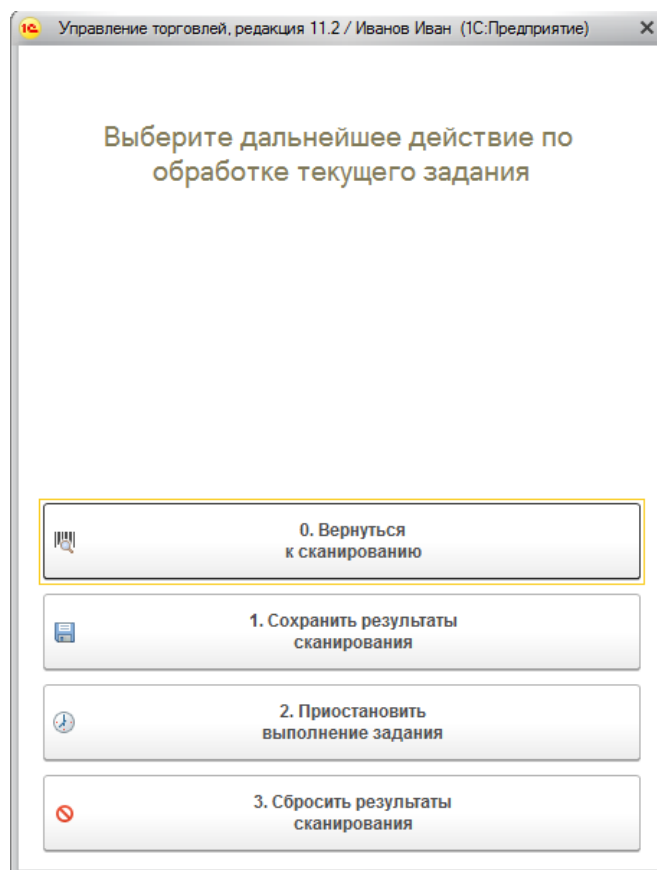 1С Управление торговлей, редакция 11.2 / Иванов Иван (1С:Предприятие)
Выберите дальнейшее действие по
обработке текущего задания
0. Вернуться
к сканированию
1. Сохранить результаты
сканирования
2. Приостановить
выполнение задания
3. Сбросить результаты
сканирования